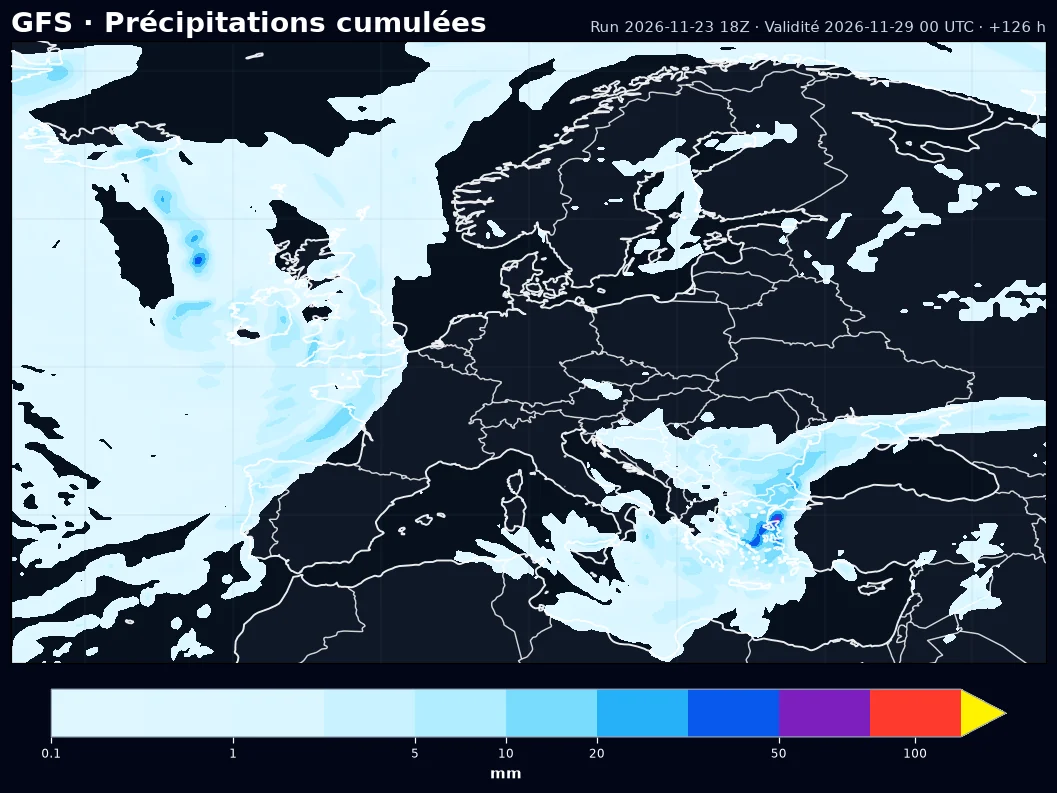 GFS · Précipitations cumulées
Run 2026-11-23 18Z · Validité 2026-11-29 00 UTC · +126 h
0.1 1 5 10 20 50 100
mm